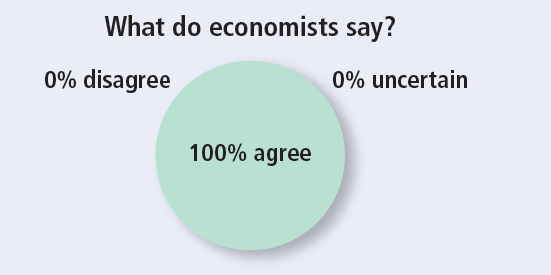 What do economists say?
0% disagree
0% uncertain
100% agree